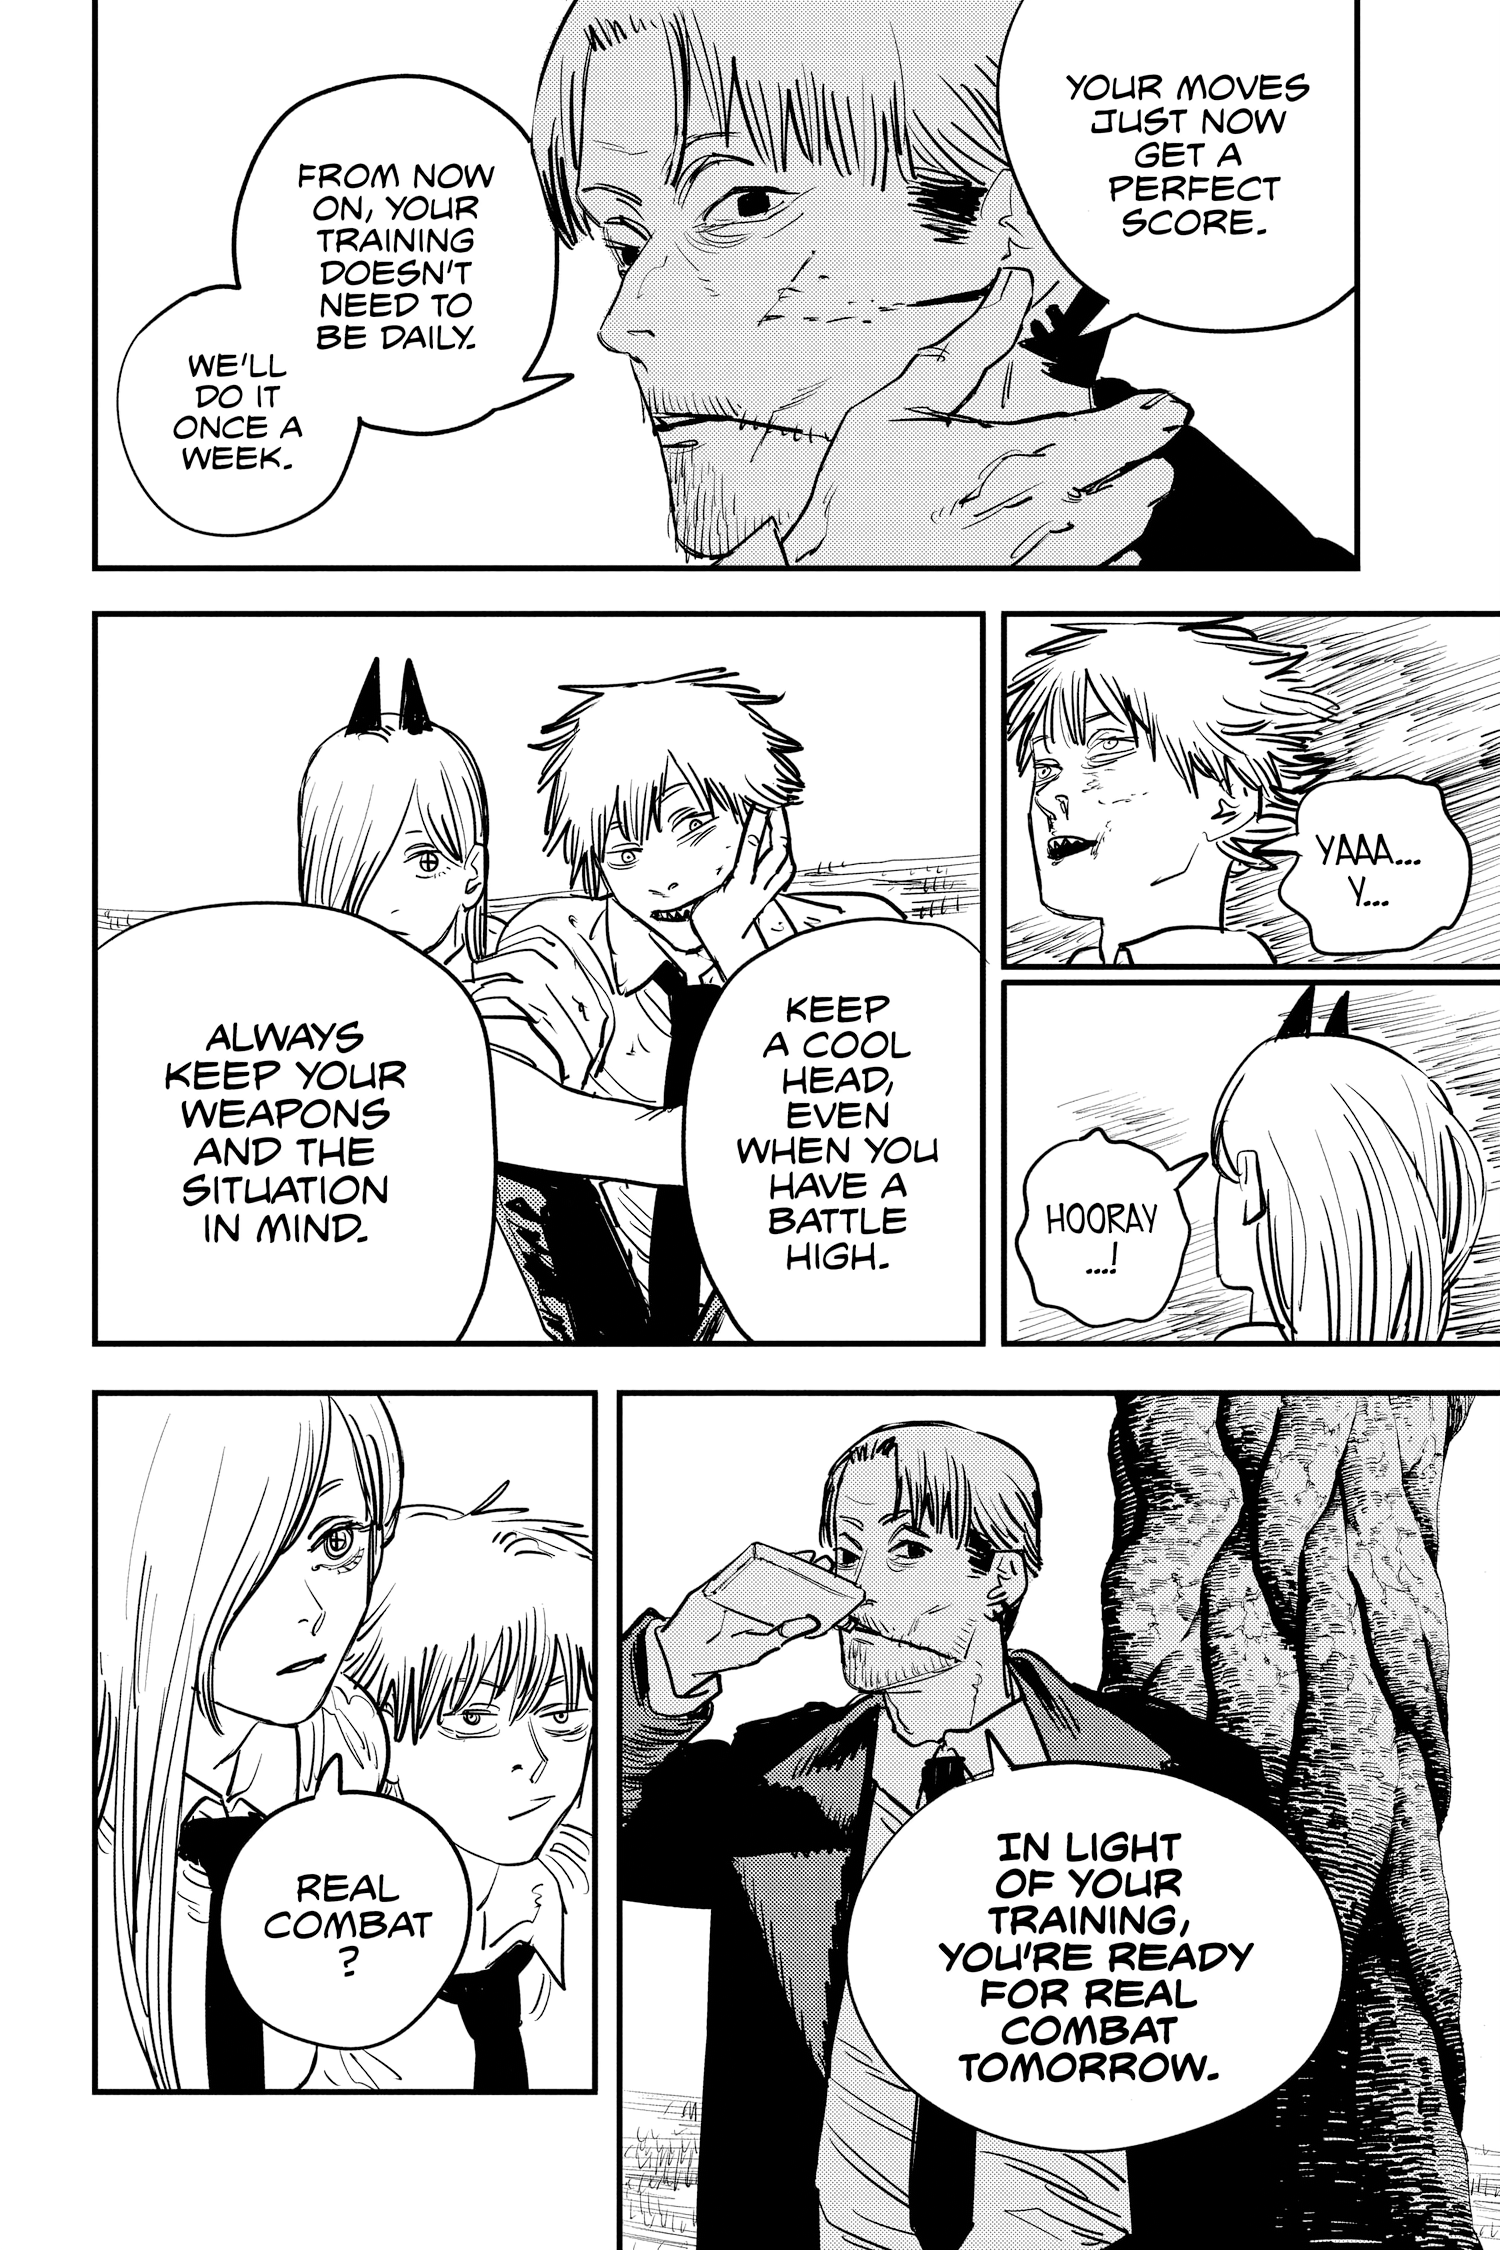 YOUR MOVES
JUST NOW
GET A
PERFECT
SCORE.
FROM NOW
ON, YOUR
TRAINING
DOESN'T
NEED TO
BE DAILY.
WE'LL
DO IT
ONCE A
WEEK.
YAAA...
Y...
HOORAY
...!
KEEP
A COOL
HEAD,
EVEN
WHEN YOU
HAVE A
BATTLE
HIGH.
ALWAYS
KEEP YOUR
WEAPONS
AND THE
SITUATION
IN MIND.
IN LIGHT
OF YOUR
TRAINING,
YOU'RE READY
FOR REAL
COMBAT
TOMORROW.
REAL
COMBAT
?